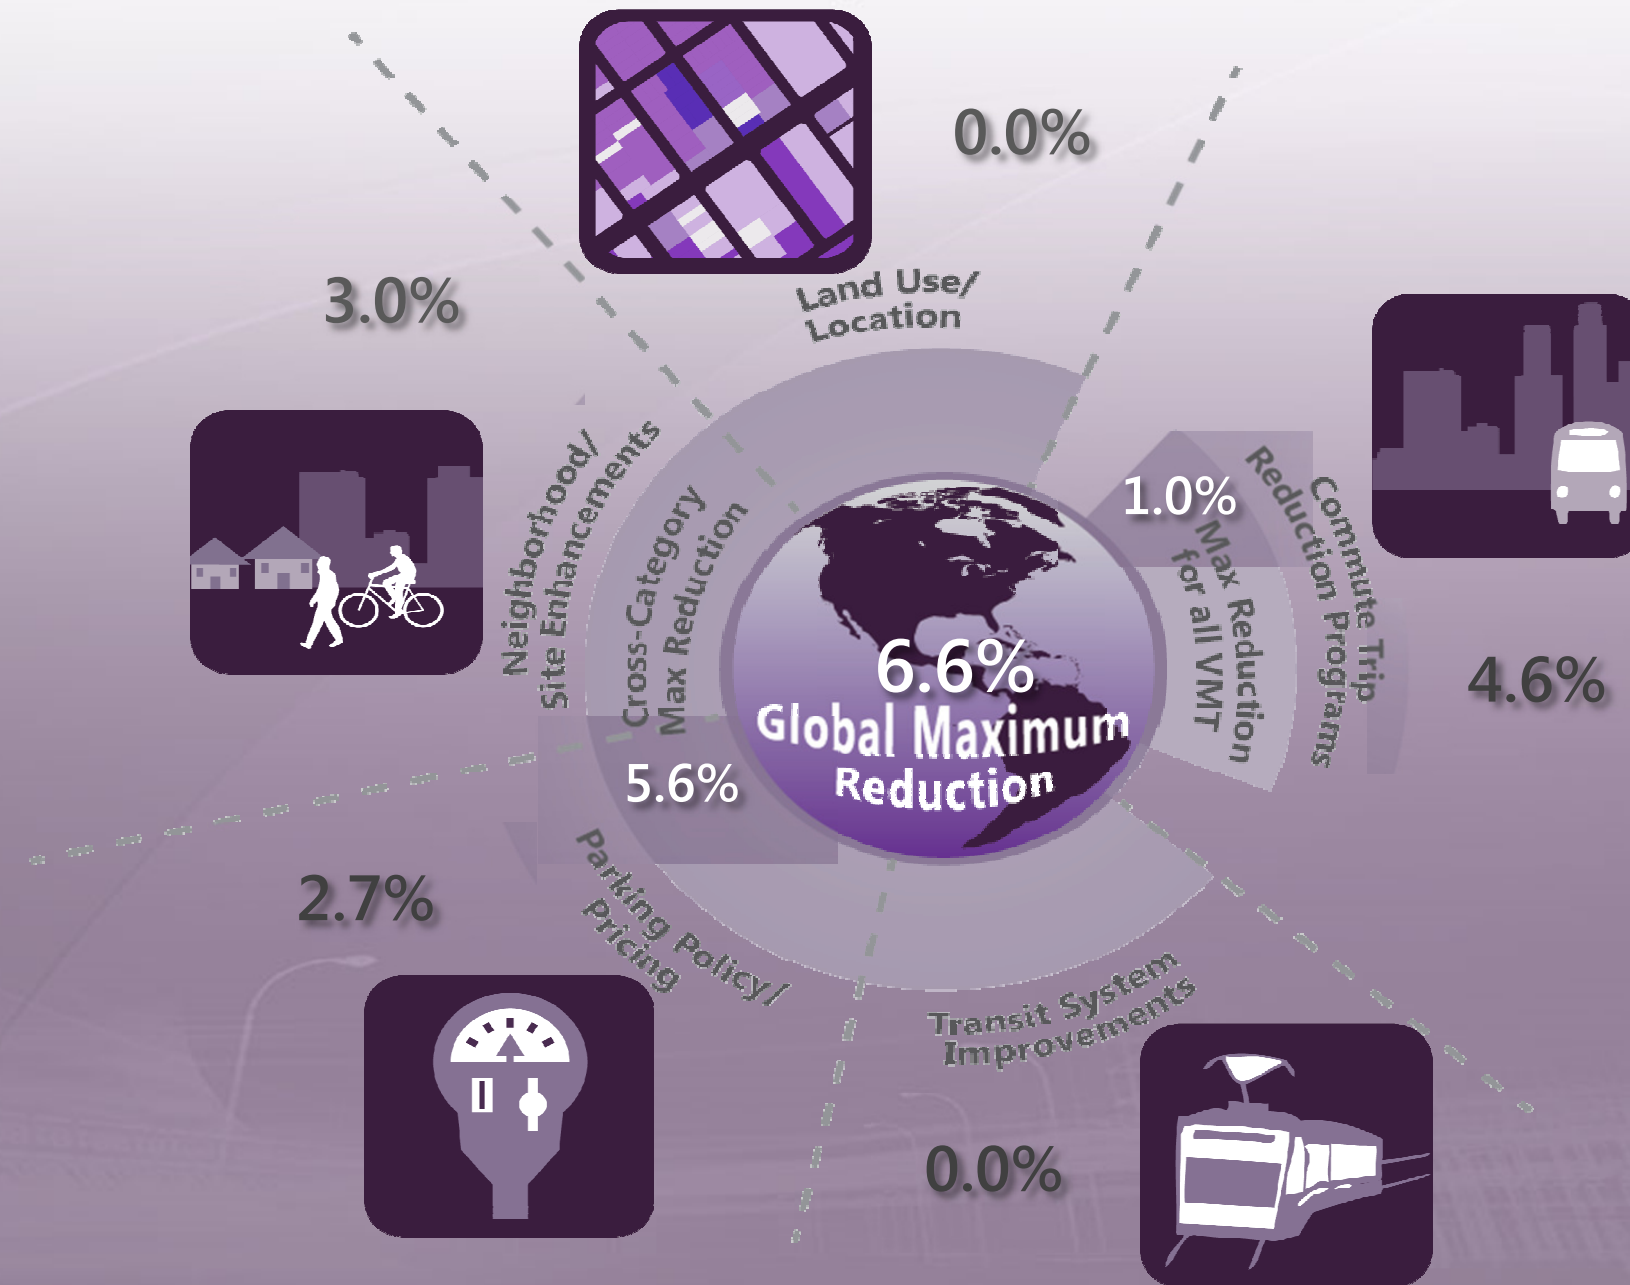 0.0%
Land Use/
Location
3.0%
Neighborhood/
Site Enhancements
Cross-Category
Max Reduction
5.6%
1.0%
Max Reduction
for all VMT
Commute Trip
Reduction Programs
4.6%
6.6%
Global Maximum
Reduction
2.7%
Parking Policy/
Pricing
Transit System
Improvements
0.0%